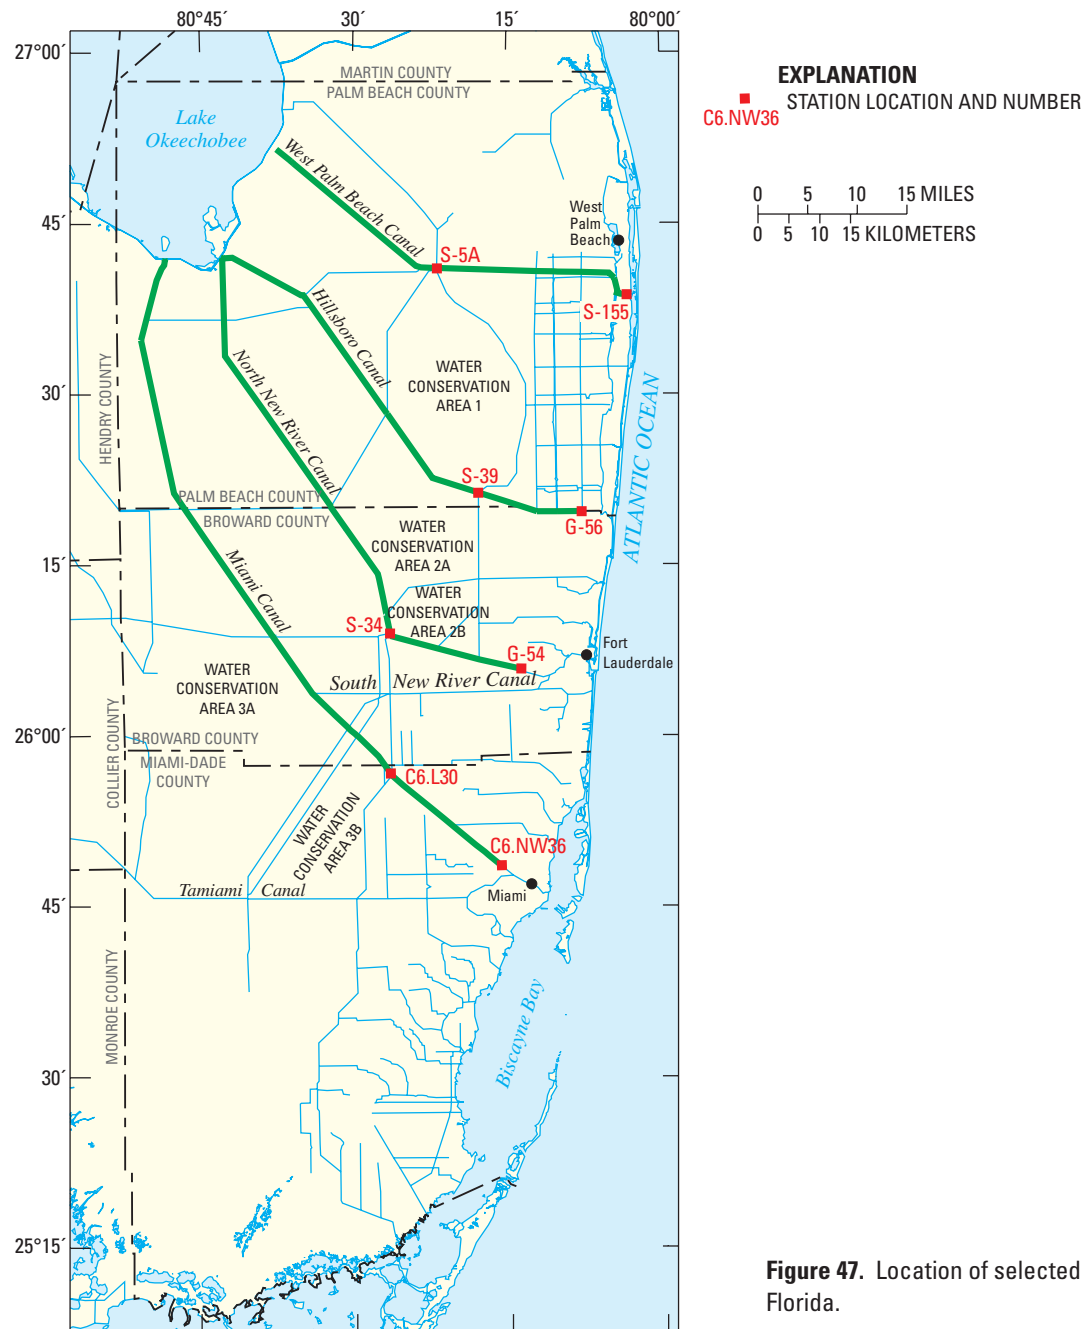 80°45´ 30´ 15´ 80°00´
27°00´
MARTIN COUNTY
PALM BEACH COUNTY
Lake
Okeechobee
West Palm Beach Canal
45´
West
Palm
Beach
S-5A
S-155
Hillsboro Canal
North New River Canal
WATER
CONSERVATION
AREA 1
30´
HENDRY COUNTY
ATLANTIC OCEAN
S-39
PALM BEACH COUNTY
BROWARD COUNTY
G-56
WATER
CONSERVATION
AREA 2A
15´
Miami Canal
WATER
CONSERVATION
AREA 2B
S-34
G-54
Fort
Lauderdale
WATER
CONSERVATION
AREA 3A
South New River Canal
26°00´
COLLIER COUNTY
BROWARD COUNTY
MIAMI-DADE
COUNTY
C6.L30
WATER
CONSERVATION
AREA 3B
C6.NW36
Miami
Tamiami Canal
45´
MONROE COUNTY
Biscayne Bay
30´
25°15´
EXPLANATION
C6.NW36 STATION LOCATION AND NUMBER
0 5 10 15 MILES
0 5 10 15 KILOMETERS
Figure 47. Location of selected
Florida.